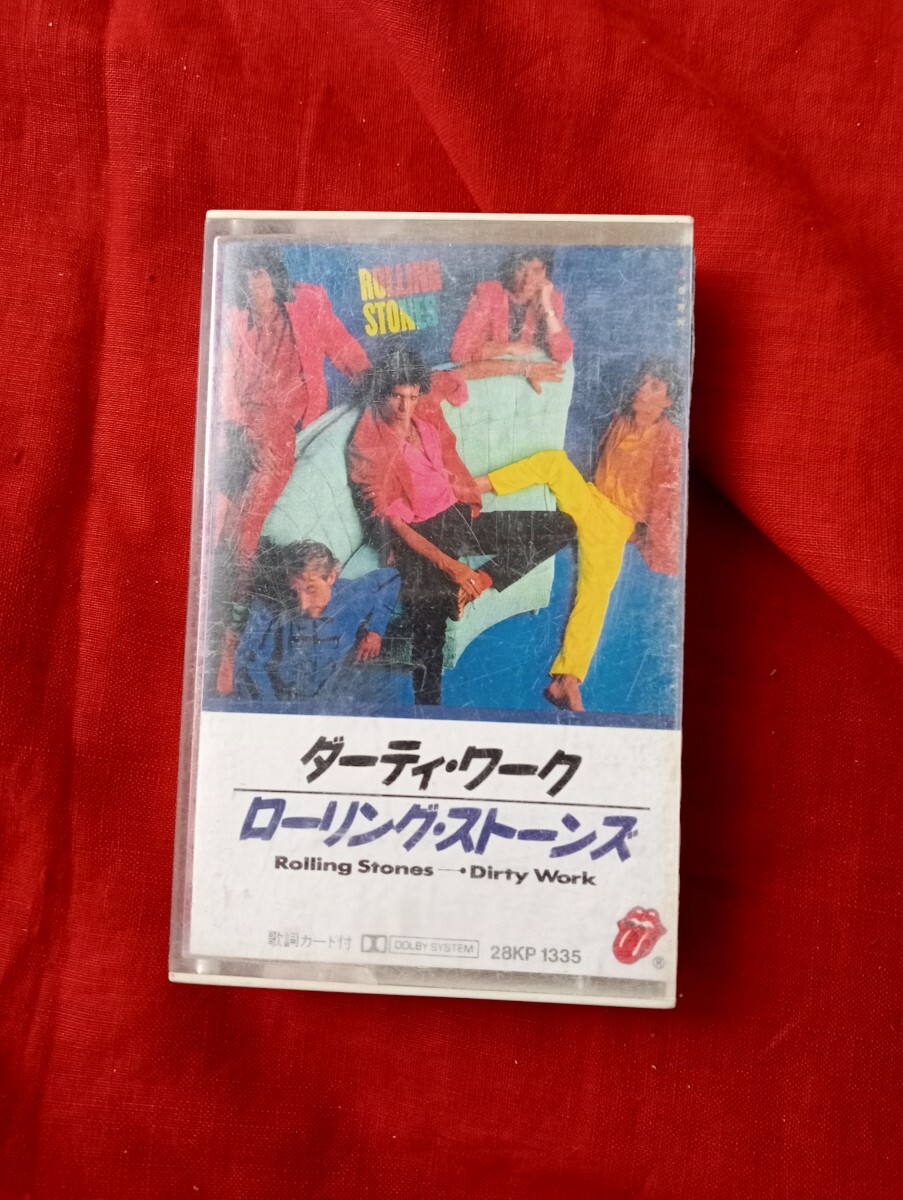 ROLLING
STONES
ダーティ・ワーク
ローリング・ストーンズ
Rolling Stones →• Dirty Work
歌詞カード付 DOLBY SYSTEM 28KP 1335
®